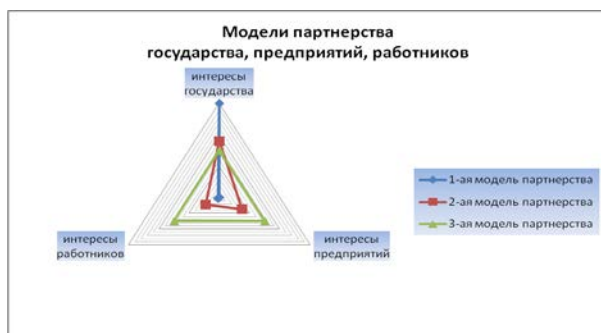 Модели партнерства
государства, предприятий, работников
интересы
государства
1-ая модель партнерства
2-ая модель партнерства
3-ая модель партнерства
интересы
работников
интересы
предприятий